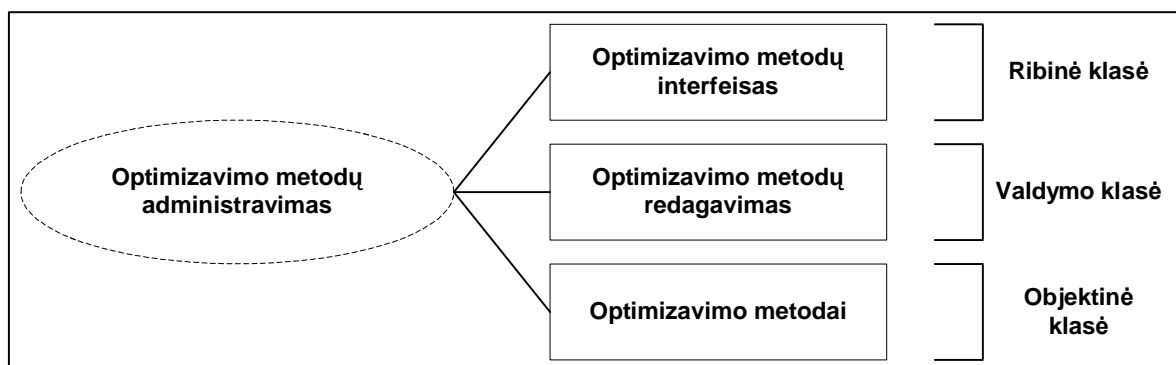 Optimizavimo metodų
administravimas
Optimizavimo metodų
interfeisas
Ribinė klasė
Optimizavimo metodų
redagavimas
Valdymo klasė
Optimizavimo metodai
Objektinė
klasė